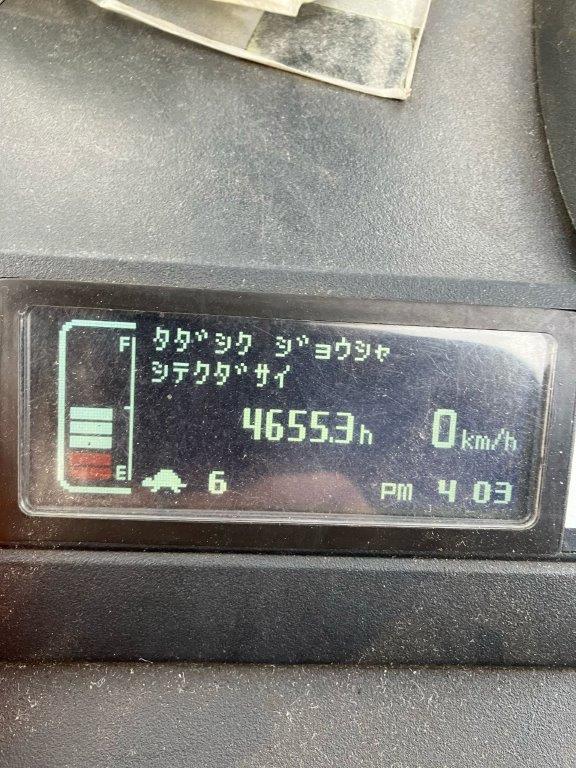 F
タダシク ジョウシャ
シテクダサイ
4655.3h 0km/h
E
6 PM 4 03